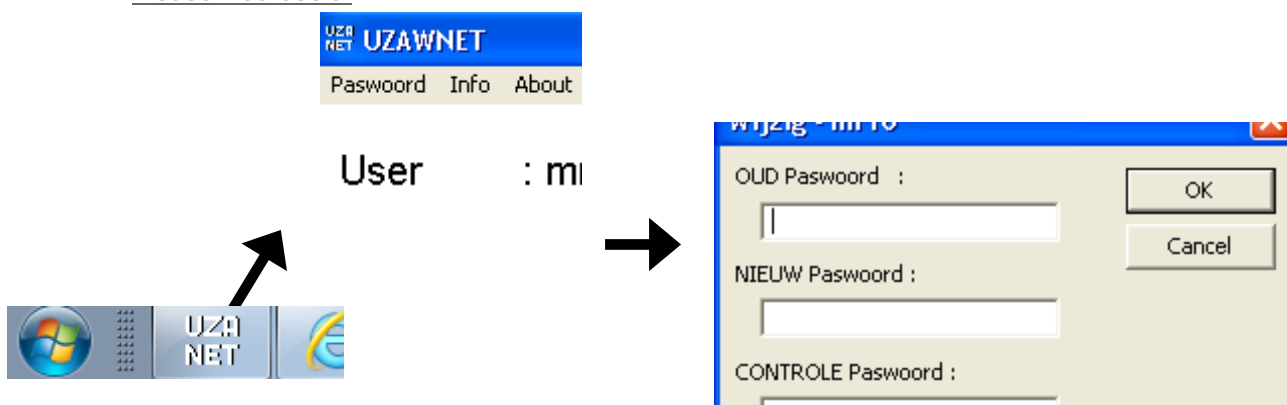 UZA
NET UZAWNET
Paswoord Info About
User :
UZA
NET
OUD Paswoord :
OK
Cancel
NIEUW Paswoord :
CONTROLE Paswoord :